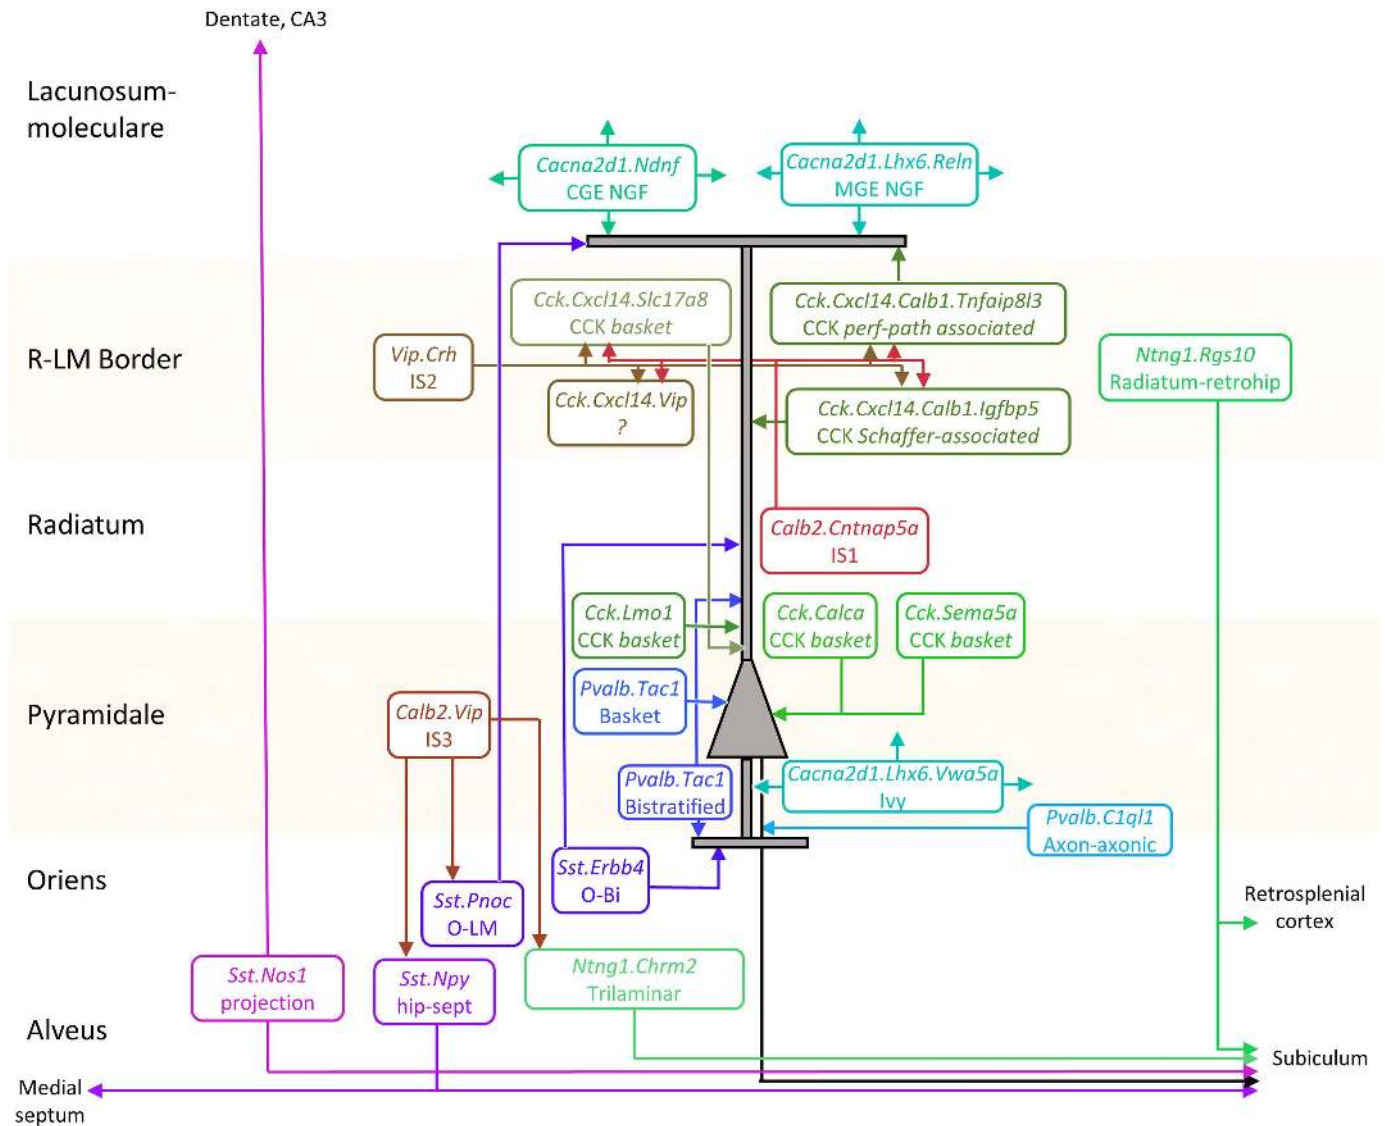 Dentate, CA3
Lacunosum-
moleculare
Cacna2d1.Ndnf
CGE NGF
Cacna2d1.Lhx6.Reln
MGE NGF
R-LM Border
Cck.Cxcl14.Slc17a8
CCK basket
Cck.Cxcl14.Calb1.Tnfaip8l3
CCK perf-path associated
Vip.Crh
IS2
Ntng1.Rgs10
Radiatum-retrohip
Cck.Cxcl14.Vip
?
Cck.Cxcl14.Calb1.Igfbp5
CCK Schaffer-associated
Radiatum
Calb2.Cntnap5a
IS1
Cck.Lmo1
CCK basket
Cck.Calca
CCK basket
Cck.Sema5a
CCK basket
Pyramidale
Pvalb.Tac1
Basket
Calb2.Vip
IS3
Pvalb.Tac1
Bistratified
Cacna2d1.Lhx6.Vwa5a
Ivy
Pvalb.C1ql1
Axon-axonic
Oriens
Sst.Erbb4
O-Bi
Sst.Pnoc
O-LM
Retrosplenial
cortex
Sst.Nos1
projection
Sst.Npy
hip-sept
Ntng1.Chrm2
Trilaminar
Alveus
Subiculum
Medial
septum